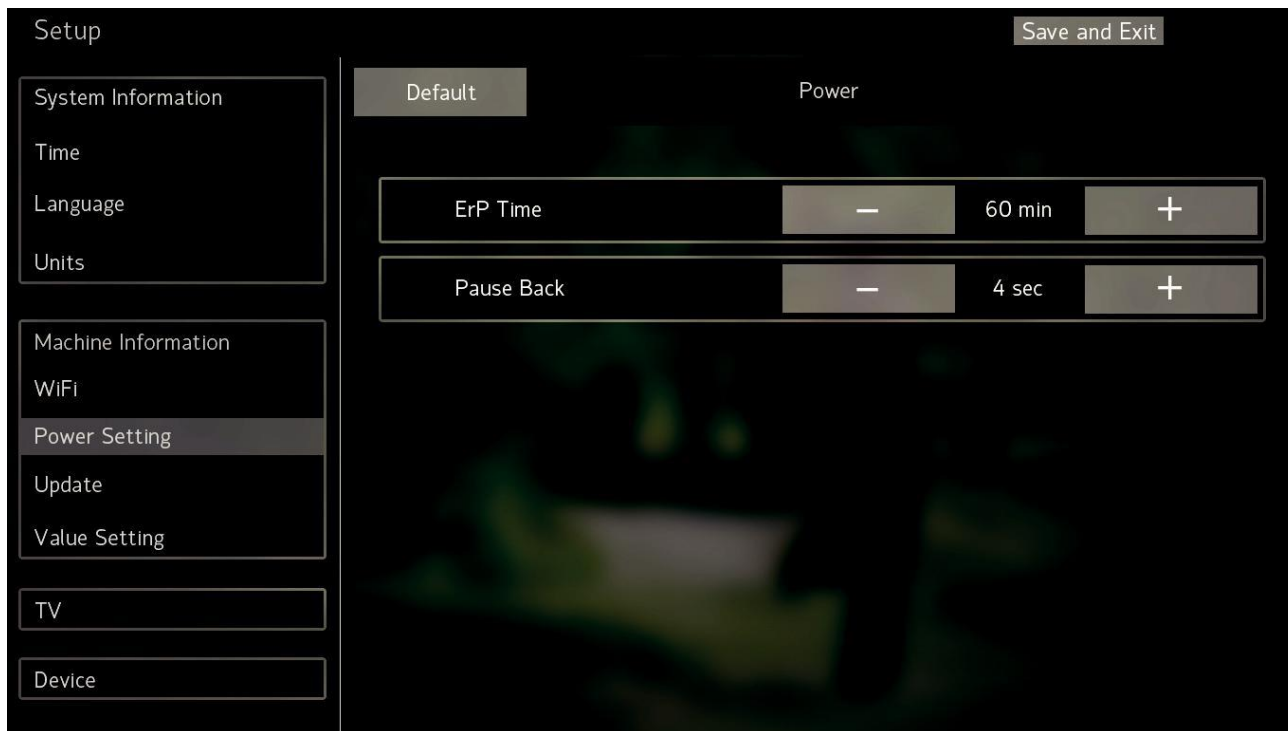 Setup
Save and Exit
System Information
Time
Language
Units
Machine Information
WiFi
Power Setting
Update
Value Setting
TV
Device
Default
Power
ErP Time
−
60 min
+
Pause Back
−
4 sec
+